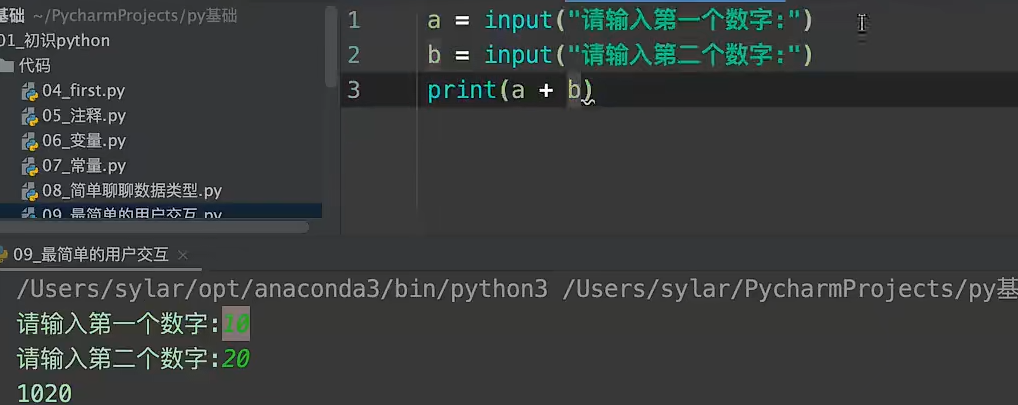 基础 ~/PycharmProjects/py基础
01_初识python
代码
04_first.py
05_注释.py
06_变量.py
07_常量.py
08_简单聊聊数据类型.py
09_最简单的用户交互.py
1 a = input("请输入第一个数字:")
2 b = input("请输入第二个数字:")
3 print(a + b)
09_最简单的用户交互 ×
/Users/sylar/opt/anaconda3/bin/python3 /Users/sylar/PycharmProjects/py基
请输入第一个数字:10
请输入第二个数字:20
1020